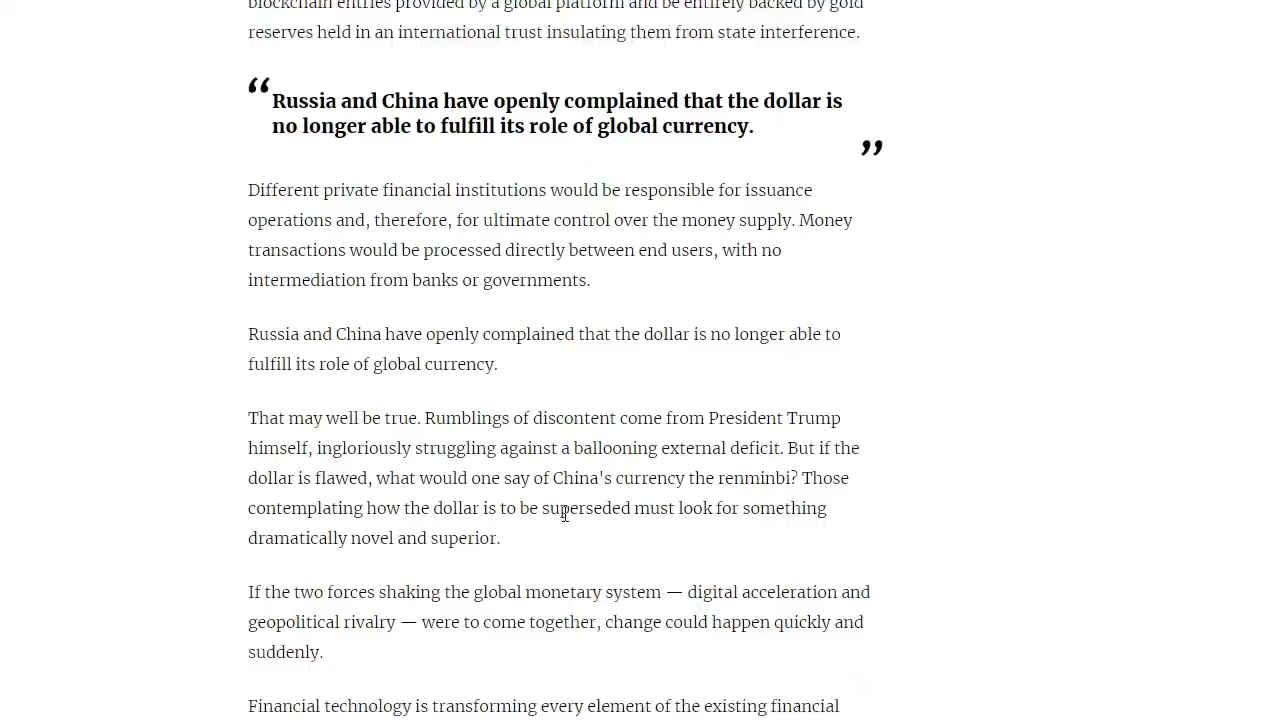 blockchain entries provided by a global platform and be entirely backed by gold
reserves held in an international trust insulating them from state interference.
“ Russia and China have openly complained that the dollar is
no longer able to fulfill its role of global currency.
”
Different private financial institutions would be responsible for issuance
operations and, therefore, for ultimate control over the money supply. Money
transactions would be processed directly between end users, with no
intermediation from banks or governments.
Russia and China have openly complained that the dollar is no longer able to
fulfill its role of global currency.
That may well be true. Rumblings of discontent come from President Trump
himself, ingloriously struggling against a ballooning external deficit. But if the
dollar is flawed, what would one say of China's currency the renminbi? Those
contemplating how the dollar is to be superseded must look for something
dramatically novel and superior.
If the two forces shaking the global monetary system — digital acceleration and
geopolitical rivalry — were to come together, change could happen quickly and
suddenly.
Financial technology is transforming every element of the existing financial